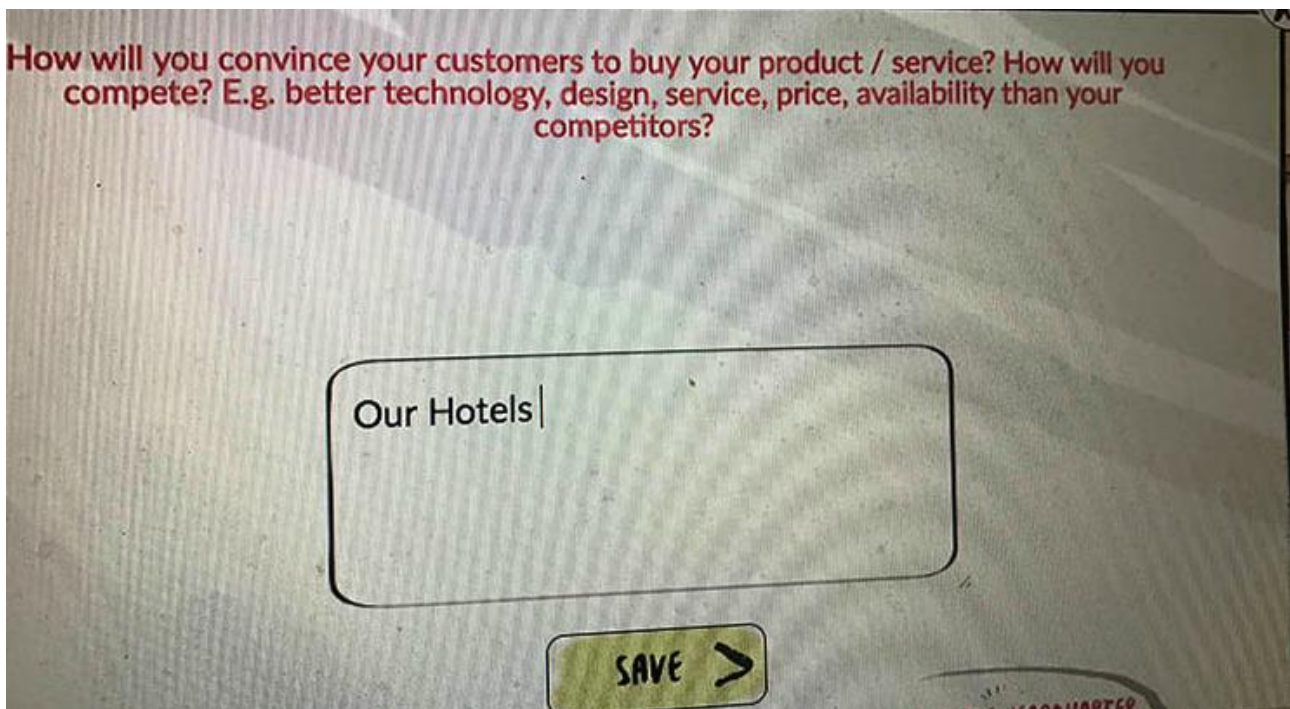 How will you convince your customers to buy your product / service? How will you
compete? E.g. better technology, design, service, price, availability than your
competitors?
Our Hotels
SAVE >